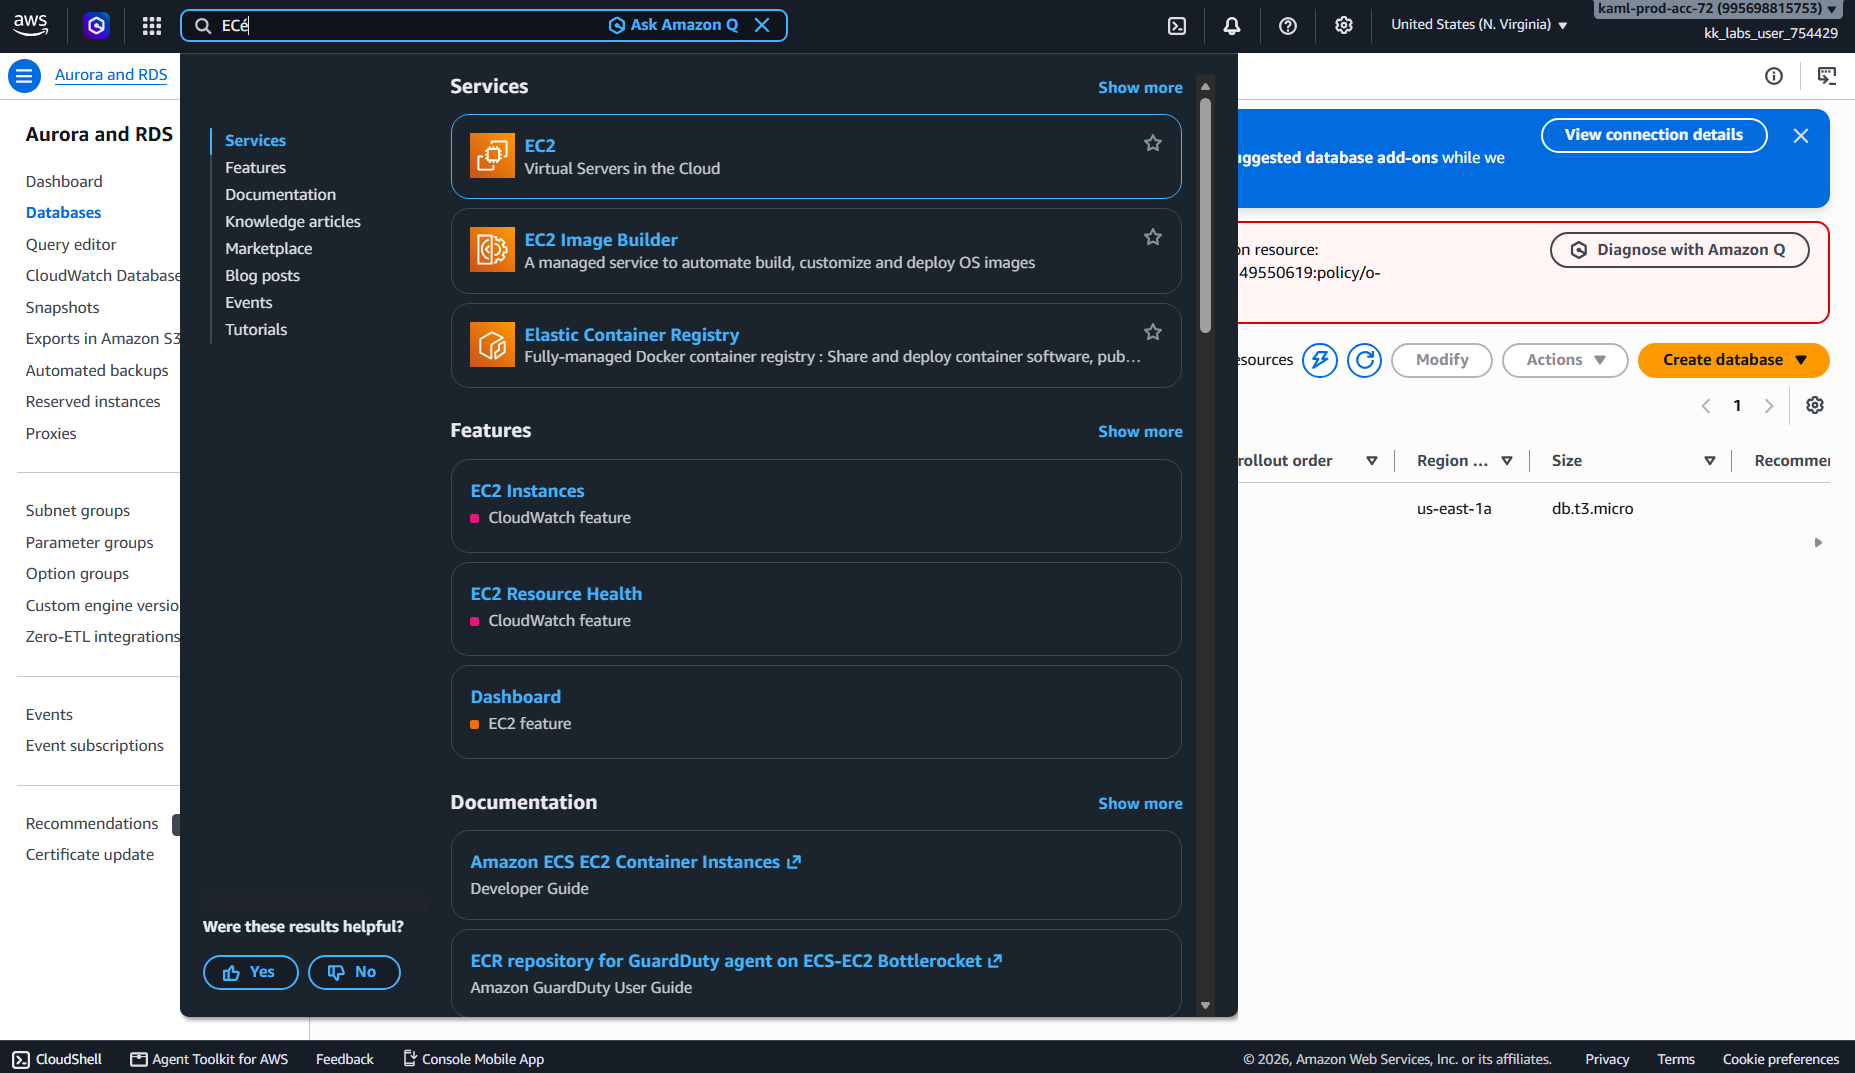 aws
ECé
Ask Amazon Q
United States (N. Virginia)
kaml-prod-acc-72 (995698815753)
kk_labs_user_754429
Aurora and RDS
Aurora and RDS
Dashboard
Databases
Query editor
CloudWatch Database
Snapshots
Exports in Amazon S3
Automated backups
Reserved instances
Proxies
Subnet groups
Parameter groups
Option groups
Custom engine versio
Zero-ETL integrations
Events
Event subscriptions
Recommendations
Certificate update
Services
Features
Documentation
Knowledge articles
Marketplace
Blog posts
Events
Tutorials
Were these results helpful?
Yes
No
Services
Show more
EC2
Virtual Servers in the Cloud
EC2 Image Builder
A managed service to automate build, customize and deploy OS images
Elastic Container Registry
Fully-managed Docker container registry : Share and deploy container software, pub...
Features
Show more
EC2 Instances
CloudWatch feature
EC2 Resource Health
CloudWatch feature
Dashboard
EC2 feature
Documentation
Show more
Amazon ECS EC2 Container Instances
Developer Guide
ECR repository for GuardDuty agent on ECS-EC2 Bottlerocket
Amazon GuardDuty User Guide
View connection details
uggested database add-ons while we
on resource:
49550619:policy/o-
Diagnose with Amazon Q
esources
Modify
Actions
Create database
1
rollout order
Region ...
Size
Recommen
us-east-1a
db.t3.micro
CloudShell
Agent Toolkit for AWS
Feedback
Console Mobile App
© 2026, Amazon Web Services, Inc. or its affiliates.
Privacy
Terms
Cookie preferences